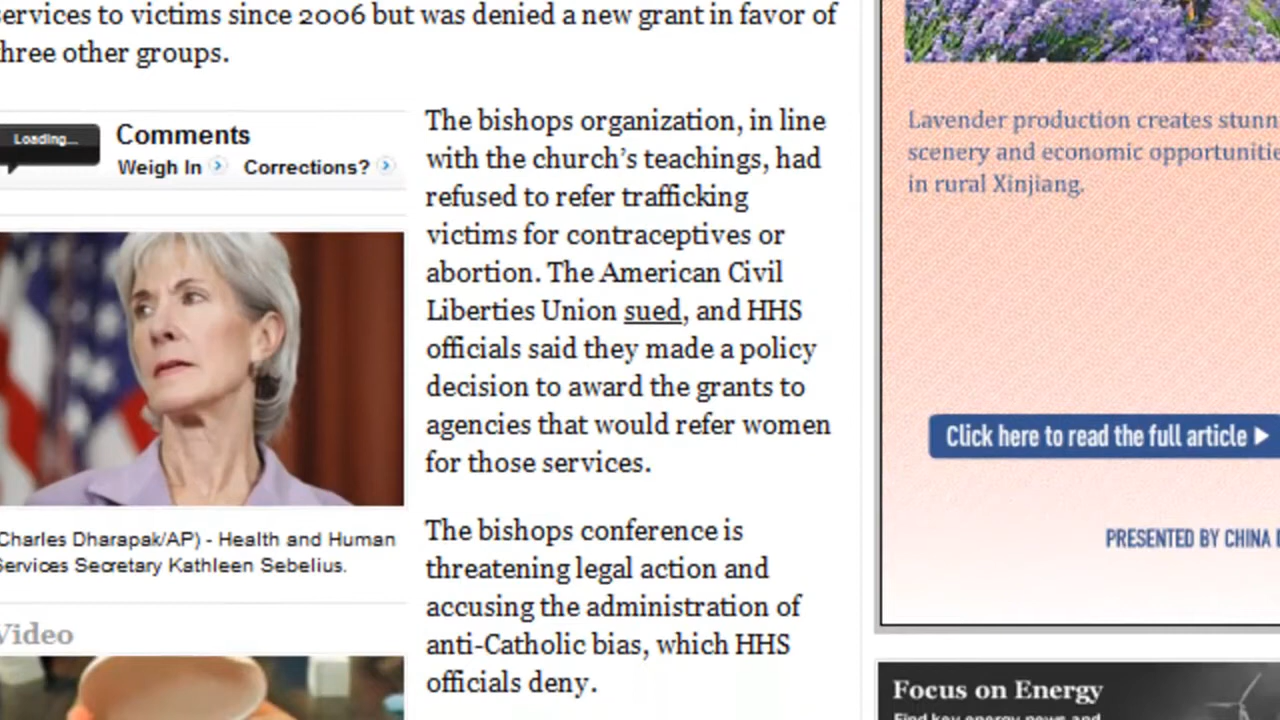 services to victims since 2006 but was denied a new grant in favor of
three other groups.
Loading...
Comments
Weigh In
Corrections?
The bishops organization, in line
with the church's teachings, had
refused to refer trafficking
victims for contraceptives or
abortion. The American Civil
Liberties Union sued, and HHS
officials said they made a policy
decision to award the grants to
agencies that would refer women
for those services.
(Charles Dharapak/AP) - Health and Human
Services Secretary Kathleen Sebelius.
The bishops conference is
threatening legal action and
accusing the administration of
anti-Catholic bias, which HHS
officials deny.
Video
Lavender production creates
scenery and economic
in rural Xinjiang.
Click here to read the full article
PRESENTED BY CHINA
Focus on Energy
Find key energy news and